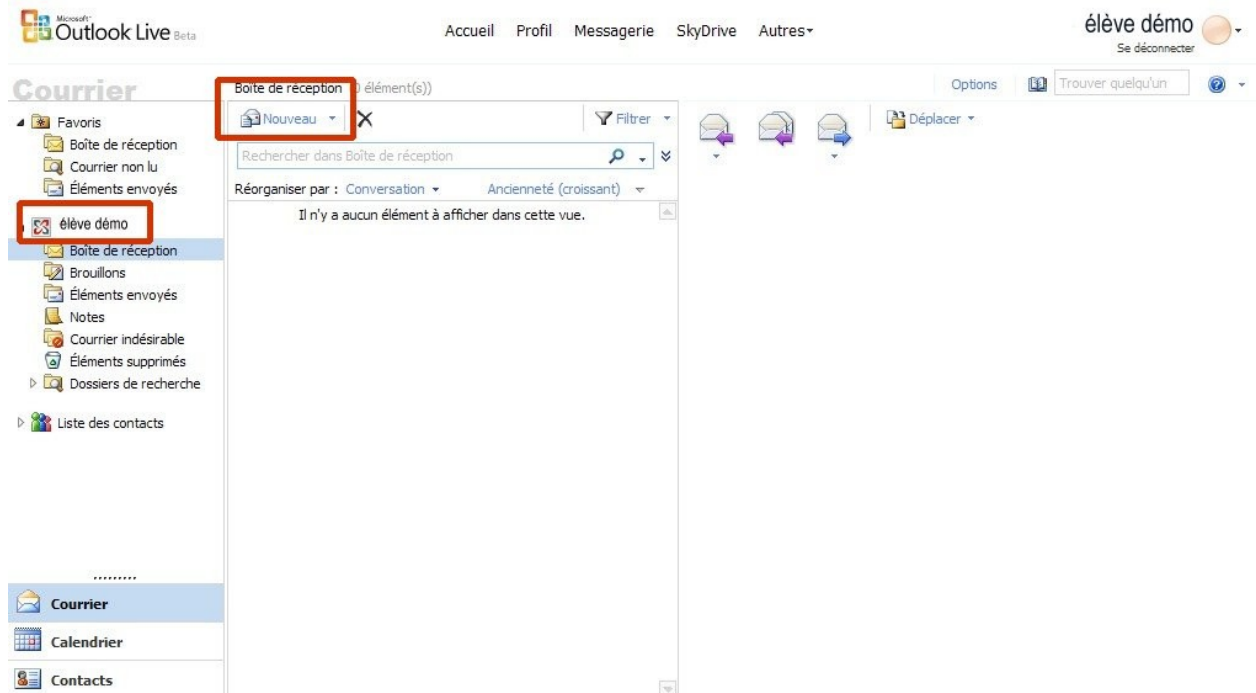 Microsoft®
Outlook Live Beta
Accueil Profil Messagerie SkyDrive Autres
élève démo
Se déconnecter
Courrier
Boîte de réception 0 élément(s))
Options
Trouver quelqu'un
Favoris
Boîte de réception
Courrier non lu
Éléments envoyés
élève démo
Boîte de réception
Brouillons
Éléments envoyés
Notes
Courrier indésirable
Éléments supprimés
Dossiers de recherche
Liste des contacts
Courrier
Calendrier
Contacts
Nouveau
Filtrer
Rechercher dans Boîte de réception
Réorganiser par : Conversation Ancienneté (croissant)
Il n'y a aucun élément à afficher dans cette vue.
Déplacer